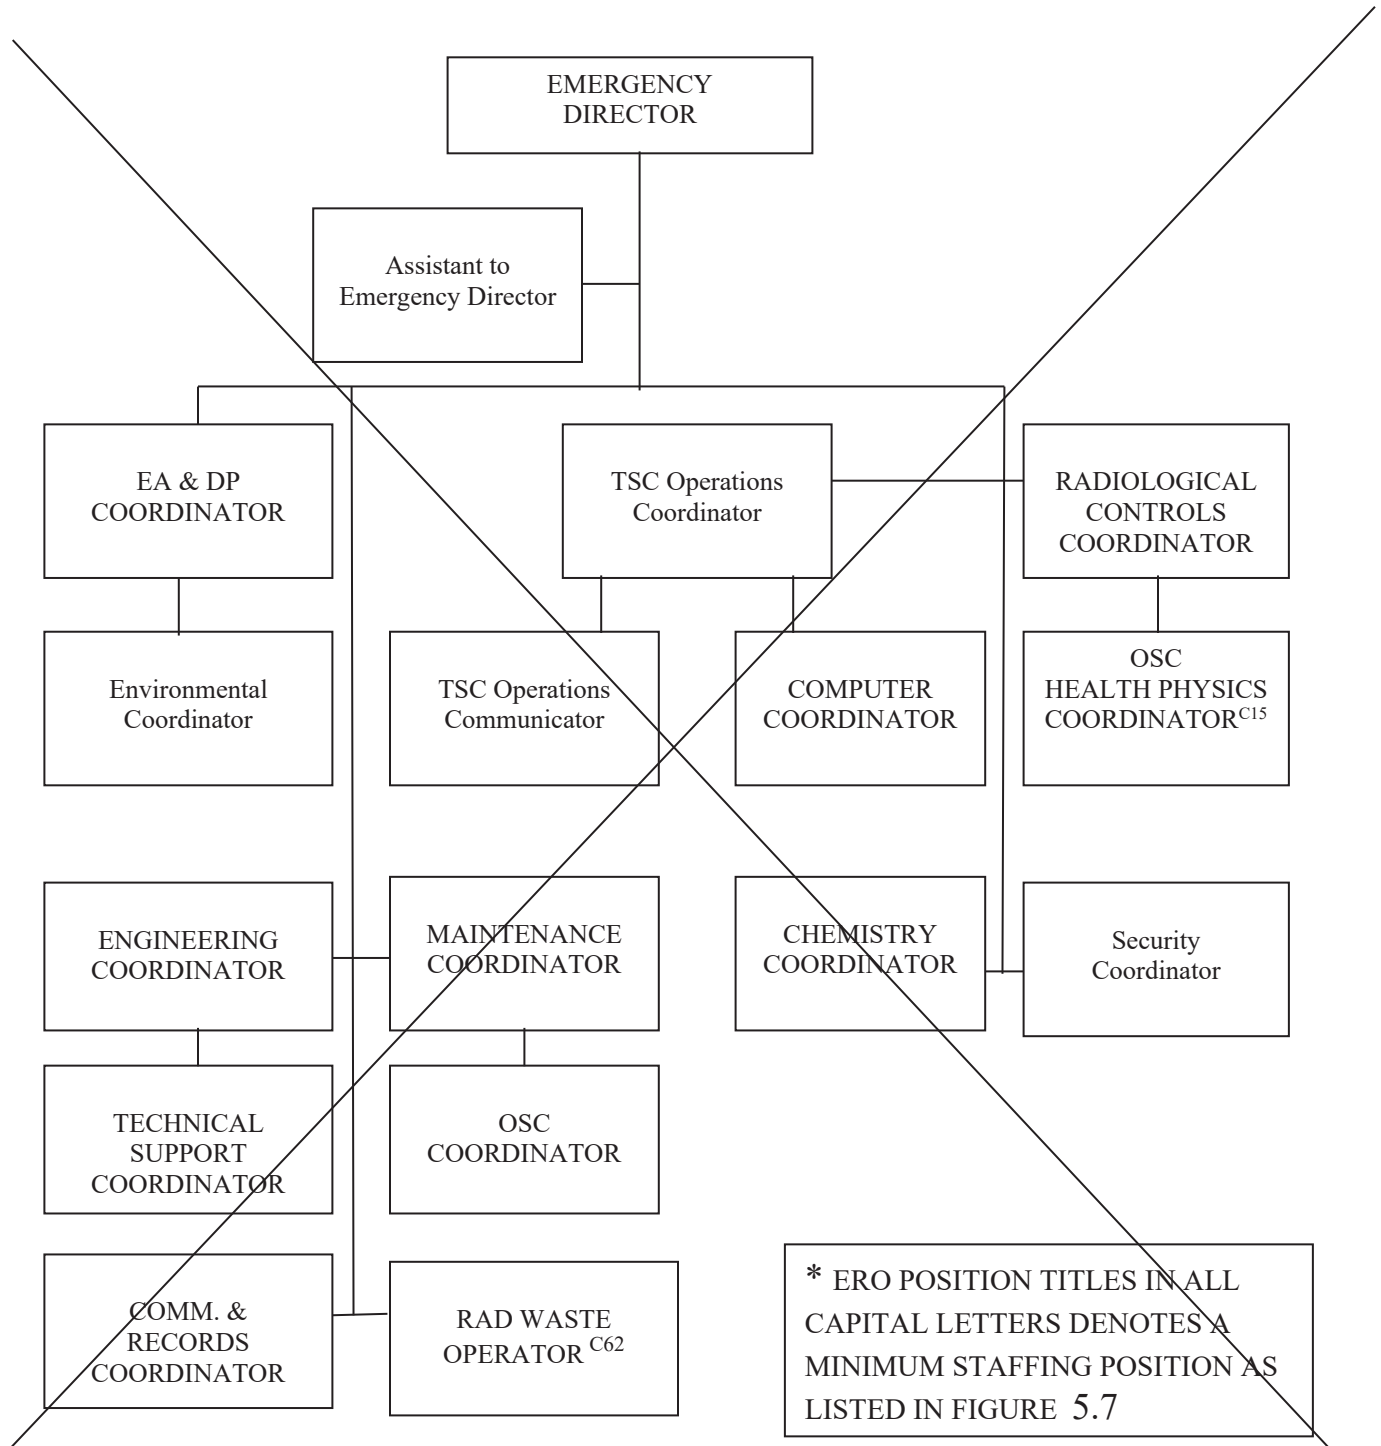 EMERGENCY
DIRECTOR
Assistant to
Emergency Director
EA & DP
COORDINATOR
TSC Operations
Coordinator
RADIOLOGICAL
CONTROLS
COORDINATOR
Environmental
Coordinator
TSC Operations
Communicator
COMPUTER
COORDINATOR
OSC
HEALTH PHYSICS
COORDINATORC15
ENGINEERING
COORDINATOR
MAINTENANCE
COORDINATOR
CHEMISTRY
COORDINATOR
Security
Coordinator
TECHNICAL
SUPPORT
COORDINATOR
OSC
COORDINATOR
COMM. &
RECORDS
COORDINATOR
RAD WASTE
OPERATOR C62
* ERO POSITION TITLES IN ALL
CAPITAL LETTERS DENOTES A
MINIMUM STAFFING POSITION AS
LISTED IN FIGURE 5.7